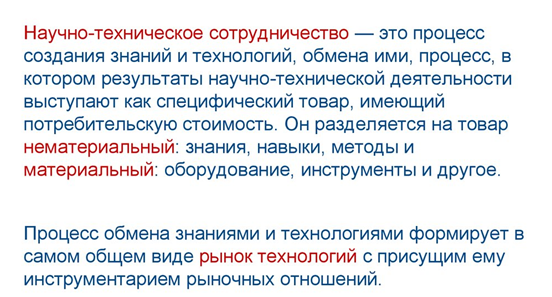 Научно-техническое сотрудничество — это процесс
создания знаний и технологий, обмена ими, процесс, в
котором результаты научно-технической деятельности
выступают как специфический товар, имеющий
потребительскую стоимость. Он разделяется на товар
нематериальный: знания, навыки, методы и
материальный: оборудование, инструменты и другое.
Процесс обмена знаниями и технологиями формирует в
самом общем виде рынок технологий с присущим ему
инструментарием рыночных отношений.